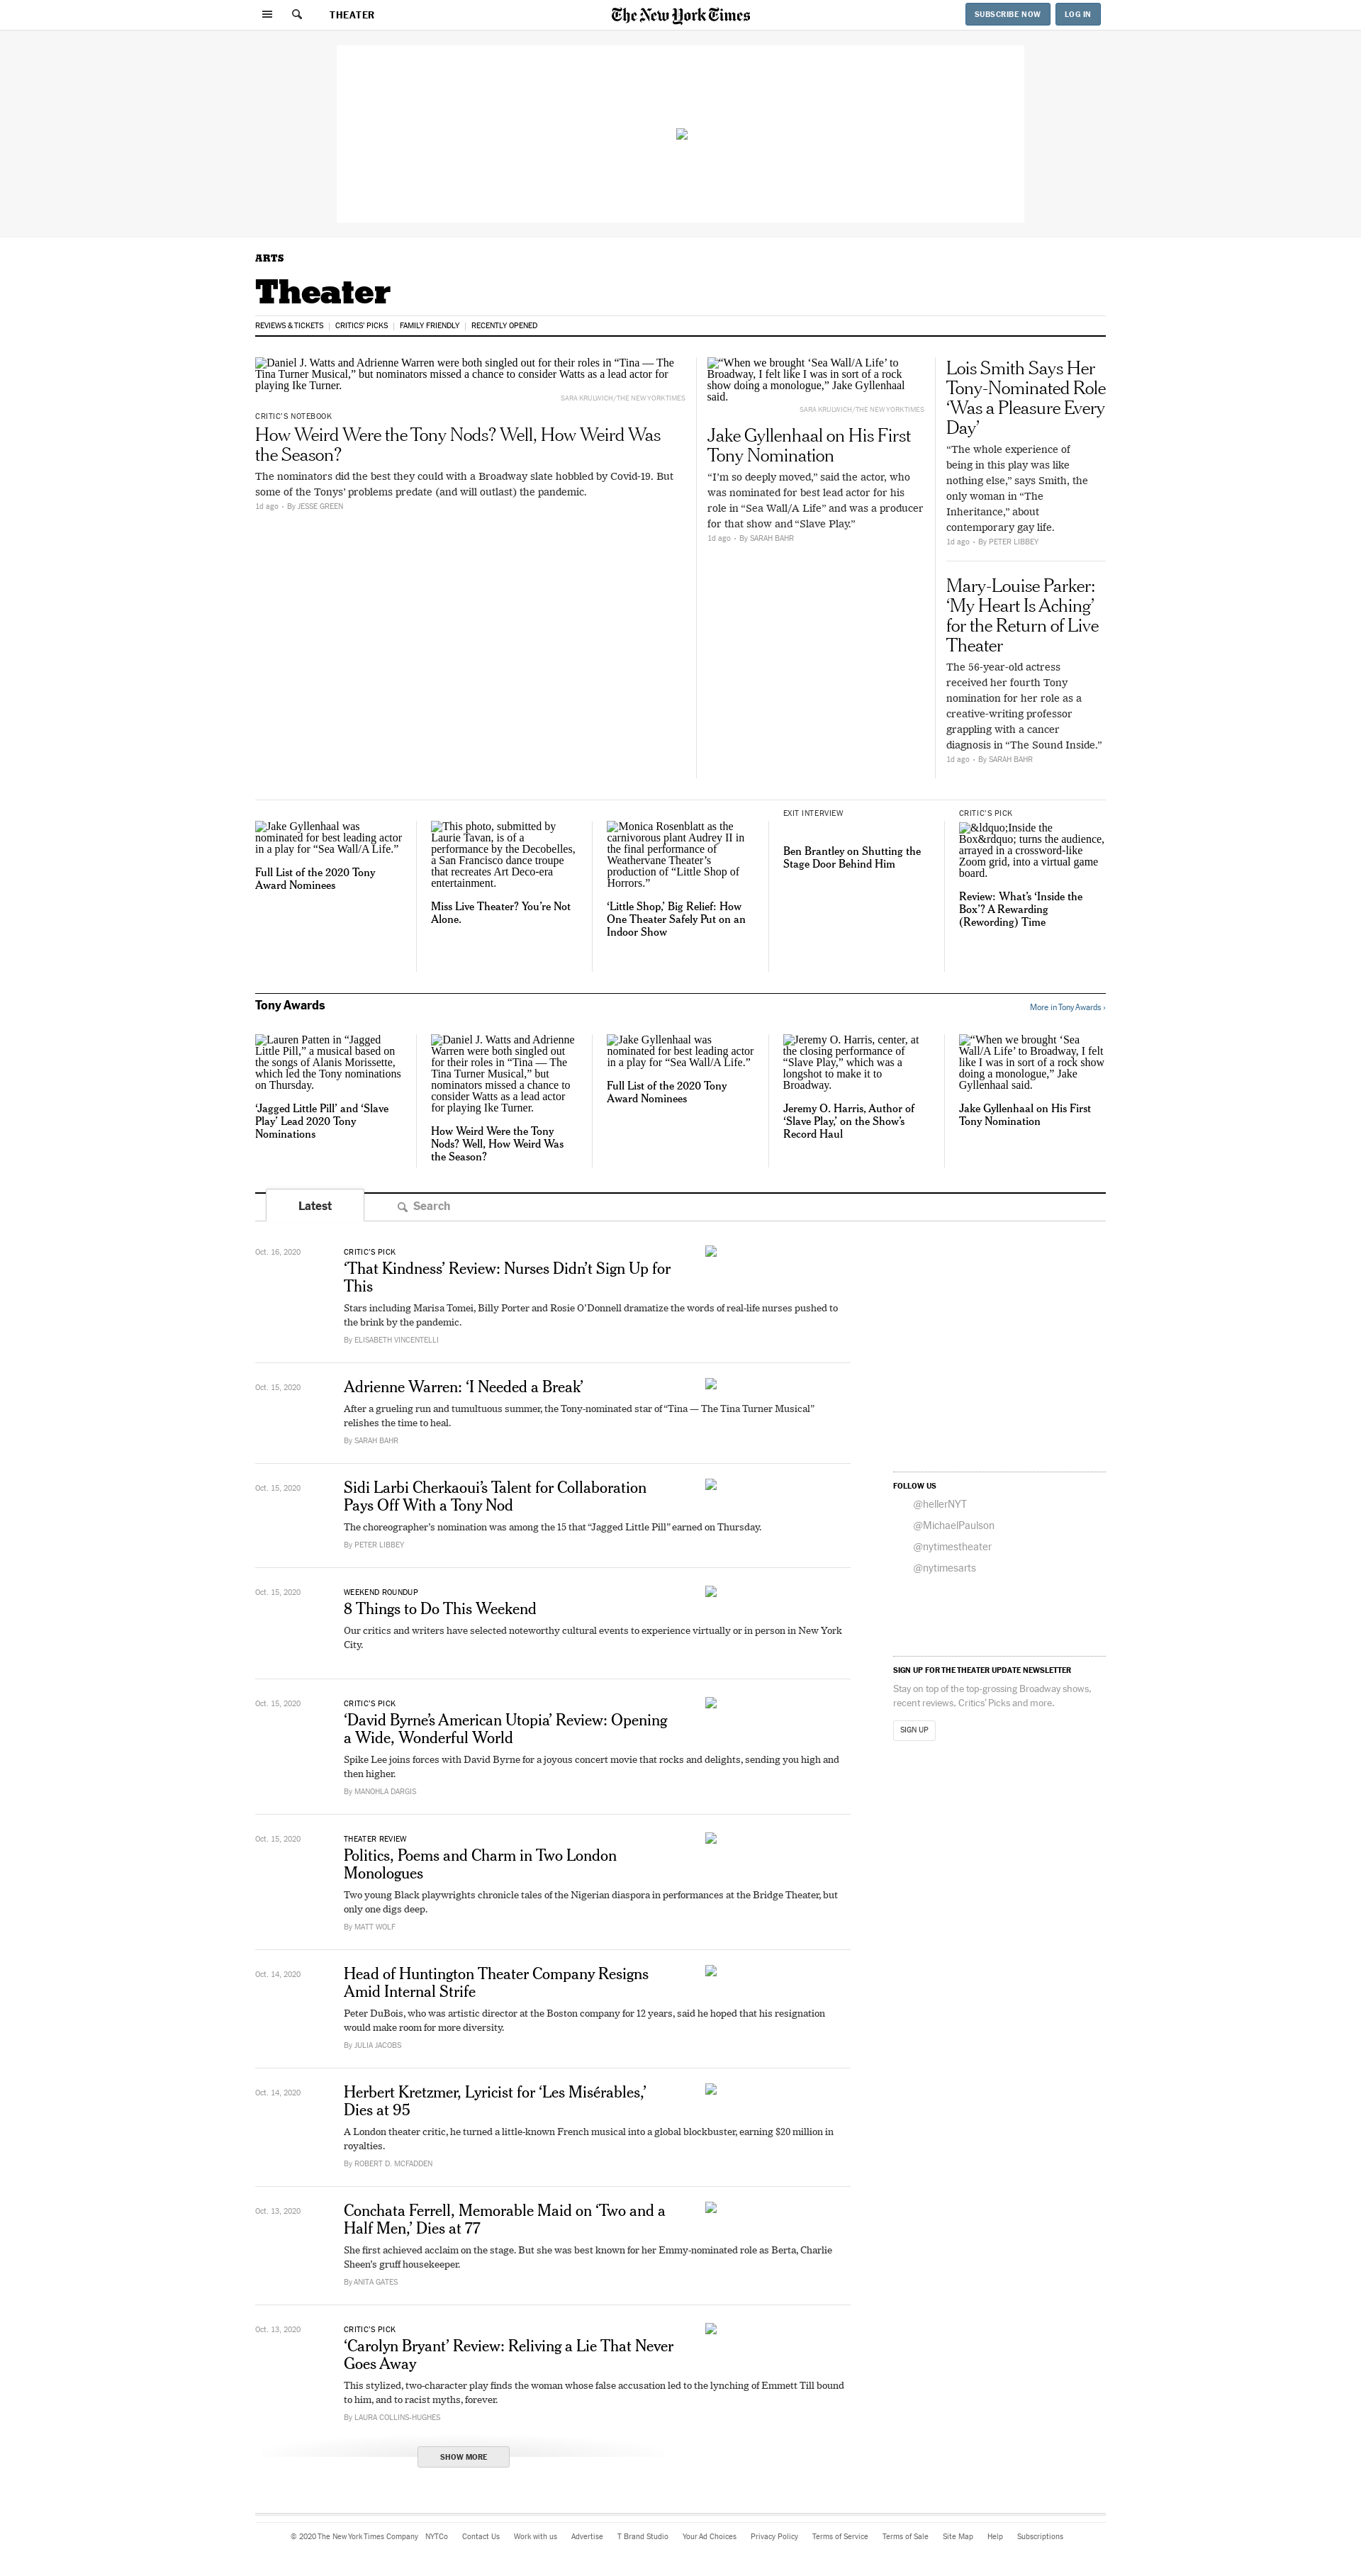 THEATER
The New York Times
SUBSCRIBE NOW
LOG IN
ARTS
Theater
REVIEWS & TICKETS
CRITICS' PICKS
FAMILY FRIENDLY
RECENTLY OPENED
Daniel J. Watts and Adrienne Warren were both singled out for their roles in “Tina — The
Tina Turner Musical,” but nominators missed a chance to consider Watts as a lead actor for
playing Ike Turner.
SARA KRULWICH/THE NEW YORK TIMES
CRITIC’S NOTEBOOK
How Weird Were the Tony Nods? Well, How Weird Was
the Season?
The nominators did the best they could with a Broadway slate hobbled by Covid-19. But
some of the Tonys’ problems predate (and will outlast) the pandemic.
1d ago • By JESSE GREEN
“When we brought ‘Sea Wall/A Life’ to
Broadway, I felt like I was in sort of a rock
show doing a monologue,” Jake Gyllenhaal
said.
SARA KRULWICH/THE NEW YORK TIMES
Jake Gyllenhaal on His First
Tony Nomination
“I’m so deeply moved,” said the actor, who
was nominated for best lead actor for his
role in “Sea Wall/A Life” and was a producer
for that show and “Slave Play.”
1d ago • By SARAH BAHR
Lois Smith Says Her
Tony-Nominated Role
‘Was a Pleasure Every
Day’
“The whole experience of
being in this play was like
nothing else,” says Smith, the
only woman in “The
Inheritance,” about
contemporary gay life.
1d ago • By PETER LIBBEY
Mary-Louise Parker:
‘My Heart Is Aching’
for the Return of Live
Theater
The 56-year-old actress
received her fourth Tony
nomination for her role as a
creative-writing professor
grappling with a cancer
diagnosis in “The Sound Inside.”
1d ago • By SARAH BAHR
Jake Gyllenhaal was
nominated for best leading actor
in a play for “Sea Wall/A Life.”
Full List of the 2020 Tony
Award Nominees
This photo, submitted by
Laurie Tavan, is of a
performance by the Decobelles,
a San Francisco dance troupe
that recreates Art Deco-era
entertainment.
Miss Live Theater? You’re Not
Alone.
Monica Rosenblatt as the
carnivorous plant Audrey II in
the final performance of
Weathervane Theater’s
production of “Little Shop of
Horrors.”
‘Little Shop,’ Big Relief: How
One Theater Safely Put on an
Indoor Show
EXIT INTERVIEW
Ben Brantley on Shutting the
Stage Door Behind Him
CRITIC’S PICK
&ldquo;Inside the
Box&rdquo; turns the audience,
arrayed in a crossword-like
Zoom grid, into a virtual game
board.
Review: What’s ‘Inside the
Box’? A Rewarding
(Rewording) Time
Tony Awards
More in Tony Awards ›
Lauren Patten in “Jagged
Little Pill,” a musical based on
the songs of Alanis Morissette,
which led the Tony nominations
on Thursday.
‘Jagged Little Pill’ and ‘Slave
Play’ Lead 2020 Tony
Nominations
Daniel J. Watts and Adrienne
Warren were both singled out
for their roles in “Tina — The
Tina Turner Musical,” but
nominators missed a chance to
consider Watts as a lead actor
for playing Ike Turner.
How Weird Were the Tony
Nods? Well, How Weird Was
the Season?
Jake Gyllenhaal was
nominated for best leading actor
in a play for “Sea Wall/A Life.”
Full List of the 2020 Tony
Award Nominees
Jeremy O. Harris, center, at
the closing performance of
“Slave Play,” which was a
longshot to make it to
Broadway.
Jeremy O. Harris, Author of
‘Slave Play,’ on the Show’s
Record Haul
“When we brought ‘Sea
Wall/A Life’ to Broadway, I felt
like I was in sort of a rock show
doing a monologue,” Jake
Gyllenhaal said.
Jake Gyllenhaal on His First
Tony Nomination
Latest
Search
Oct. 16, 2020
CRITIC’S PICK
‘That Kindness’ Review: Nurses Didn’t Sign Up for
This
Stars including Marisa Tomei, Billy Porter and Rosie O’Donnell dramatize the words of real-life nurses pushed to
the brink by the pandemic.
By ELISABETH VINCENTELLI
Oct. 15, 2020
Adrienne Warren: ‘I Needed a Break’
After a grueling run and tumultuous summer, the Tony-nominated star of “Tina — The Tina Turner Musical”
relishes the time to heal.
By SARAH BAHR
Oct. 15, 2020
Sidi Larbi Cherkaoui’s Talent for Collaboration
Pays Off With a Tony Nod
The choreographer’s nomination was among the 15 that “Jagged Little Pill” earned on Thursday.
By PETER LIBBEY
Oct. 15, 2020
WEEKEND ROUNDUP
8 Things to Do This Weekend
Our critics and writers have selected noteworthy cultural events to experience virtually or in person in New York
City.
Oct. 15, 2020
CRITIC’S PICK
‘David Byrne’s American Utopia’ Review: Opening
a Wide, Wonderful World
Spike Lee joins forces with David Byrne for a joyous concert movie that rocks and delights, sending you high and
then higher.
By MANOHLA DARGIS
Oct. 15, 2020
THEATER REVIEW
Politics, Poems and Charm in Two London
Monologues
Two young Black playwrights chronicle tales of the Nigerian diaspora in performances at the Bridge Theater, but
only one digs deep.
By MATT WOLF
Oct. 14, 2020
Head of Huntington Theater Company Resigns
Amid Internal Strife
Peter DuBois, who was artistic director at the Boston company for 12 years, said he hoped that his resignation
would make room for more diversity.
By JULIA JACOBS
Oct. 14, 2020
Herbert Kretzmer, Lyricist for ‘Les Misérables,’
Dies at 95
A London theater critic, he turned a little-known French musical into a global blockbuster, earning $20 million in
royalties.
By ROBERT D. MCFADDEN
Oct. 13, 2020
Conchata Ferrell, Memorable Maid on ‘Two and a
Half Men,’ Dies at 77
She first achieved acclaim on the stage. But she was best known for her Emmy-nominated role as Berta, Charlie
Sheen’s gruff housekeeper.
By ANITA GATES
Oct. 13, 2020
CRITIC’S PICK
‘Carolyn Bryant’ Review: Reliving a Lie That Never
Goes Away
This stylized, two-character play finds the woman whose false accusation led to the lynching of Emmett Till bound
to him, and to racist myths, forever.
By LAURA COLLINS-HUGHES
SHOW MORE
FOLLOW US
@hellerNYT
@MichaelPaulson
@nytimestheater
@nytimesarts
SIGN UP FOR THE THEATER UPDATE NEWSLETTER
Stay on top of the top-grossing Broadway shows,
recent reviews, Critics’ Picks and more.
SIGN UP
© 2020 The New York Times Company NYTCo Contact Us Work with us Advertise T Brand Studio Your Ad Choices Privacy Policy Terms of Service Terms of Sale Site Map Help Subscriptions